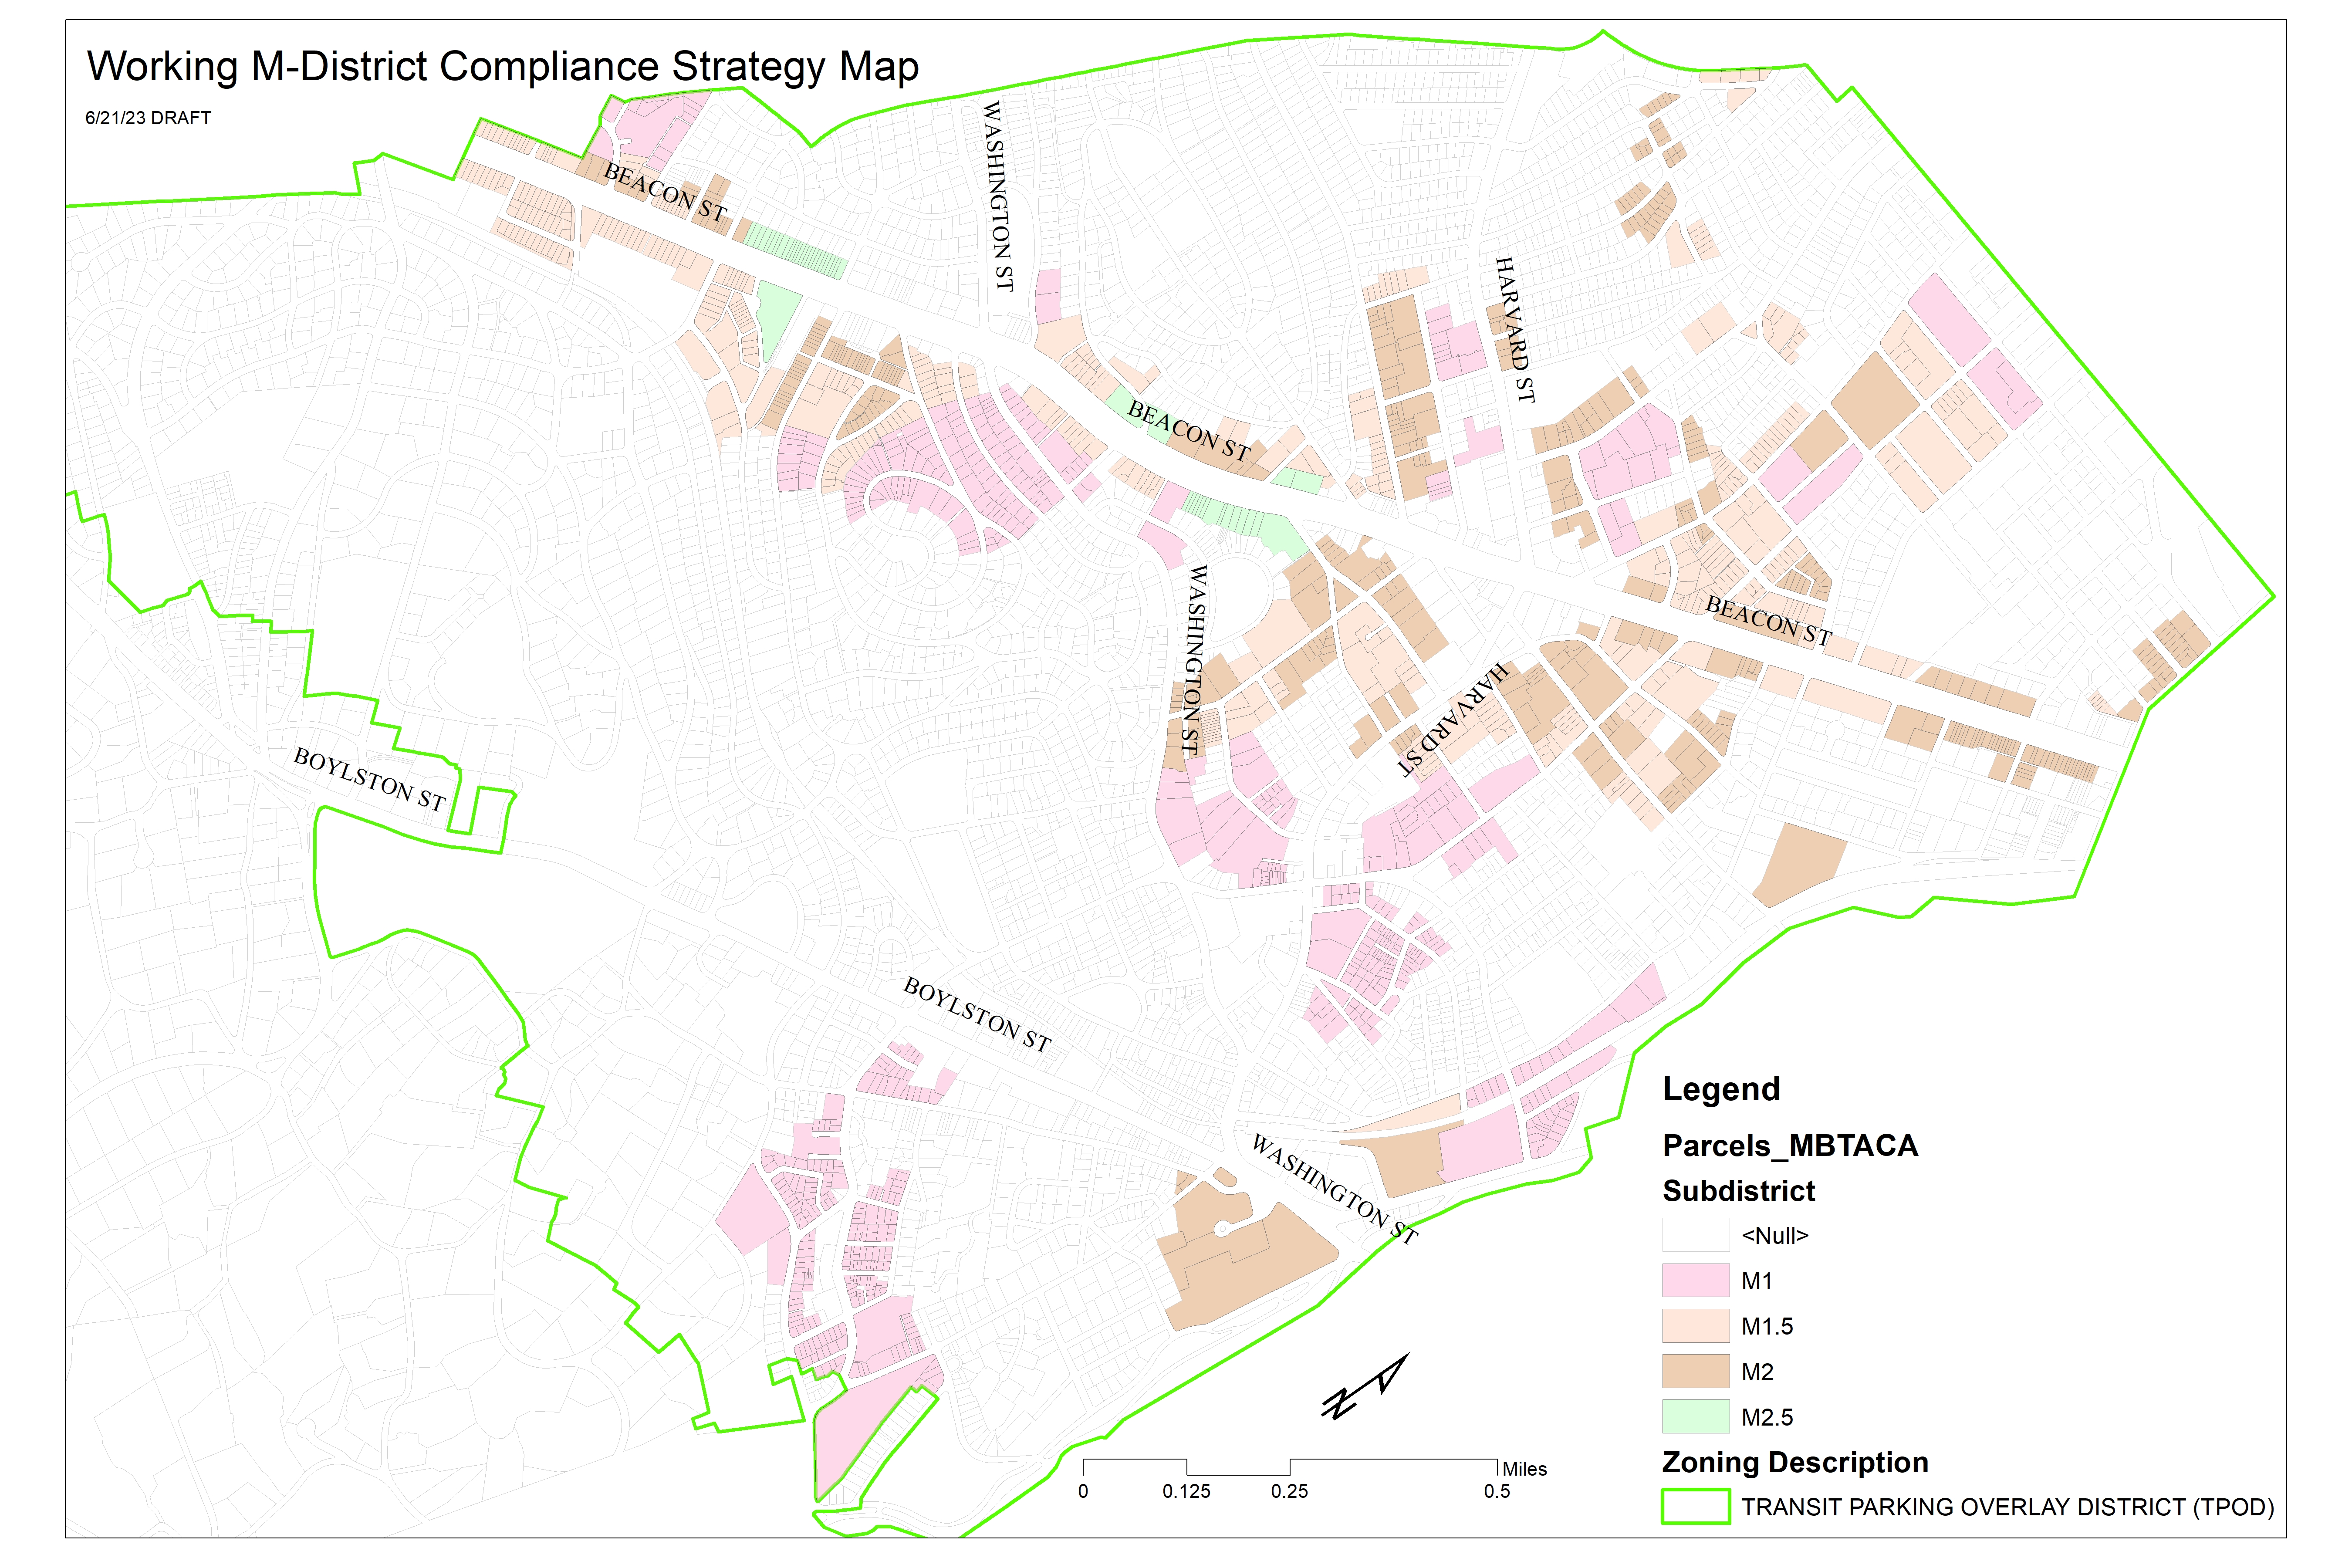 Working M-District Compliance Strategy Map
6/21/23 DRAFT
WASHINGTON ST
BEACON ST
HARVARD ST
BEACON ST
WASHINGTON ST
BEACON ST
HARVARD ST
BOYLSTON ST
BOYLSTON ST
WASHINGTON ST
Legend
Parcels_MBTACA
Subdistrict
<Null>
M1
M1.5
M2
M2.5
Zoning Description
TRANSIT PARKING OVERLAY DISTRICT (TPOD)
N
Miles
0 0.125 0.25 0.5